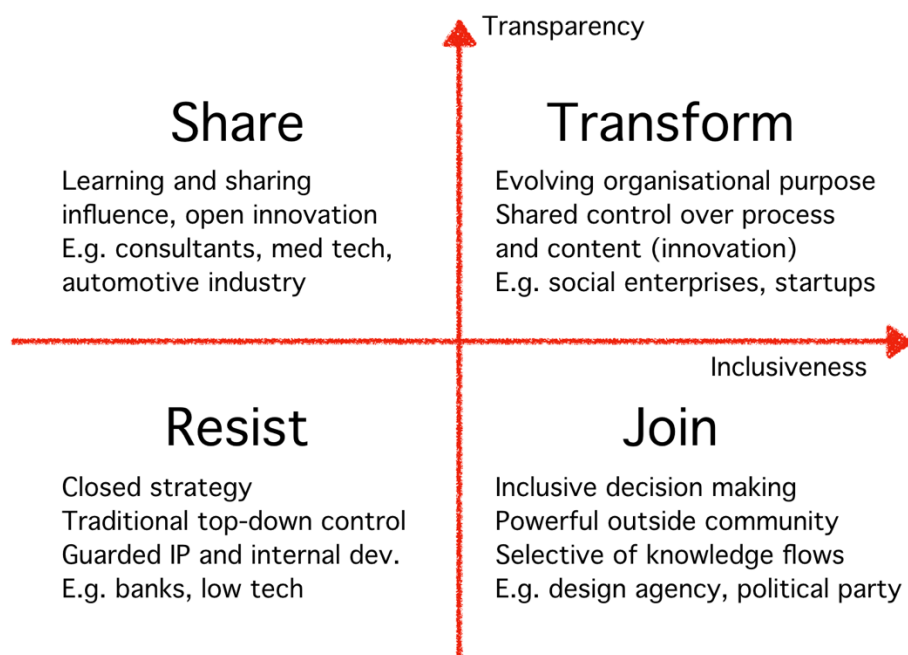 Transparency
Share
Learning and sharing
influence, open innovation
E.g. consultants, med tech,
automotive industry
Transform
Evolving organisational purpose
Shared control over process
and content (innovation)
E.g. social enterprises, startups
Inclusiveness
Resist
Closed strategy
Traditional top-down control
Guarded IP and internal dev.
E.g. banks, low tech
Join
Inclusive decision making
Powerful outside community
Selective of knowledge flows
E.g. design agency, political party